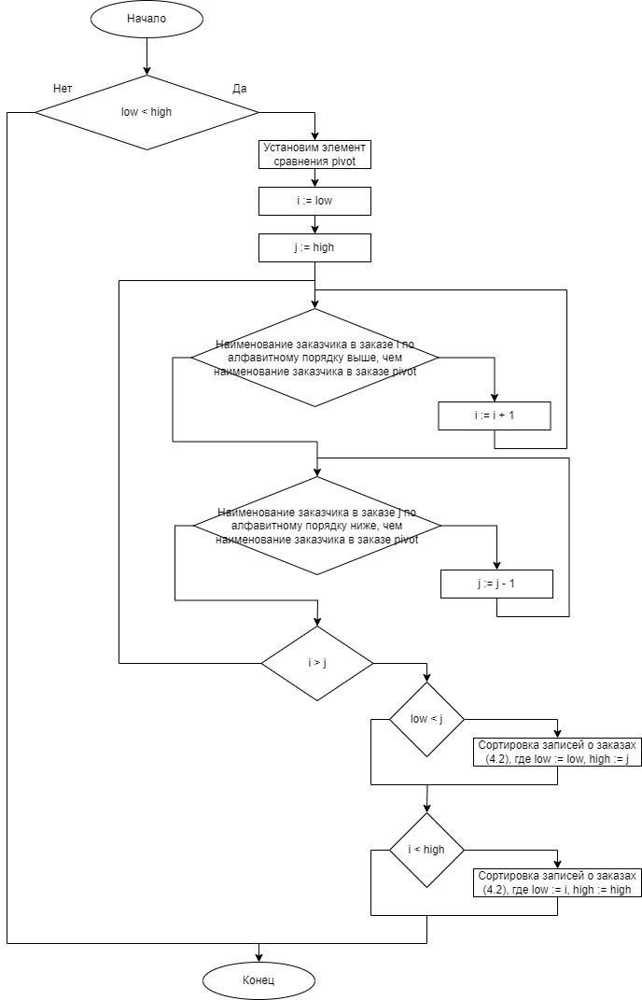 Начало
Нет
Да
low < high
Установим элемент
сравнения pivot
i := low
j := high
Наименование заказчика в заказе i по
алфавитному порядку выше, чем
наименование заказчика в заказе pivot
i := i + 1
Наименование заказчика в заказе j по
алфавитному порядку ниже, чем
наименование заказчика в заказе pivot
j := j - 1
i > j
low < j
Сортировка записей о заказах
(4.2), где low := low, high := j
i < high
Сортировка записей о заказах
(4.2), где low := i, high := high
Конец